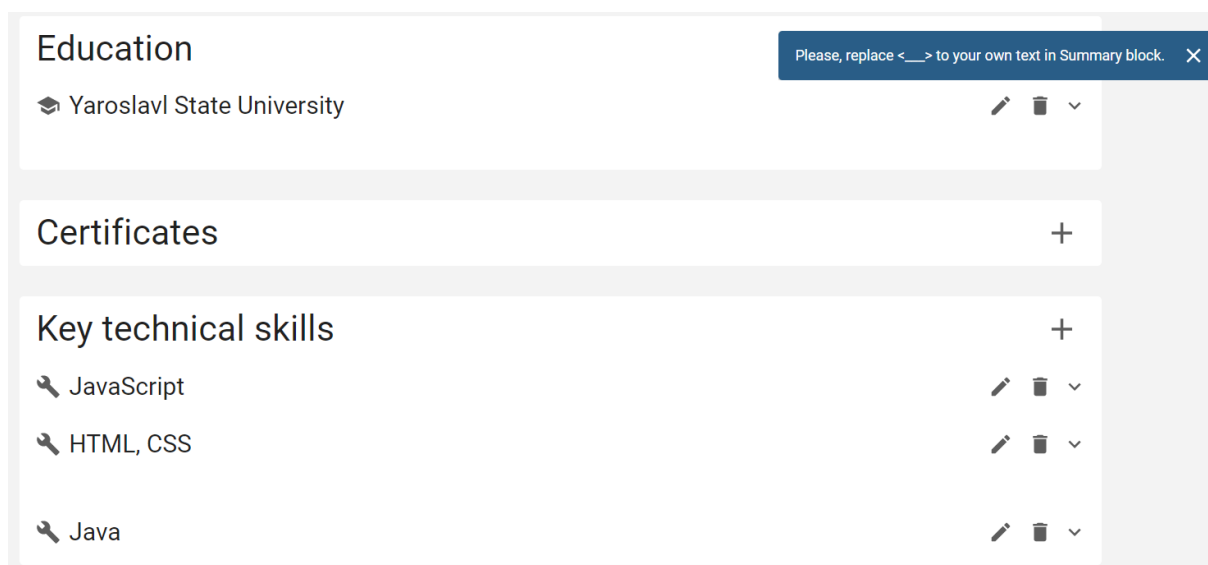 Education
Please, replace <___> to your own text in Summary block.
Yaroslavl State University
Certificates
Key technical skills
JavaScript
HTML, CSS
Java